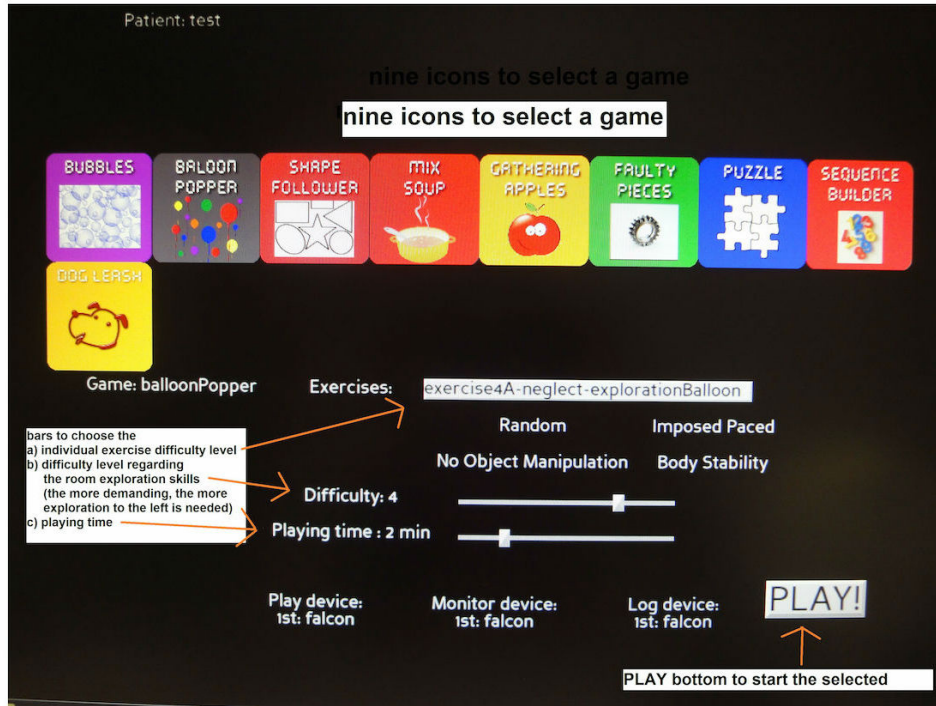 Patient: test
nine icons to select a game
nine icons to select a game
BUBBLES
BALOON
POPPER
SHAPE
FOLLOWER
MIX
SOUP
GATHERING
APPLES
FAULTY
PIECES
PUZZLE
SEQUENCE
BUILDER
DOG LEASH
Game: balloonPopper
Exercises:
exercise4A-neglect-explorationBalloon
Random
Imposed Paced
No Object Manipulation
Body Stability
bars to choose the
a) individual exercise difficulty level
b) difficulty level regarding
the room exploration skills
(the more demanding, the more
exploration to the left is needed)
c) playing time
Difficulty: 4
Playing time : 2 min
Play device:
1st: falcon
Monitor device:
1st: falcon
Log device:
1st: falcon
PLAY!
PLAY bottom to start the selected